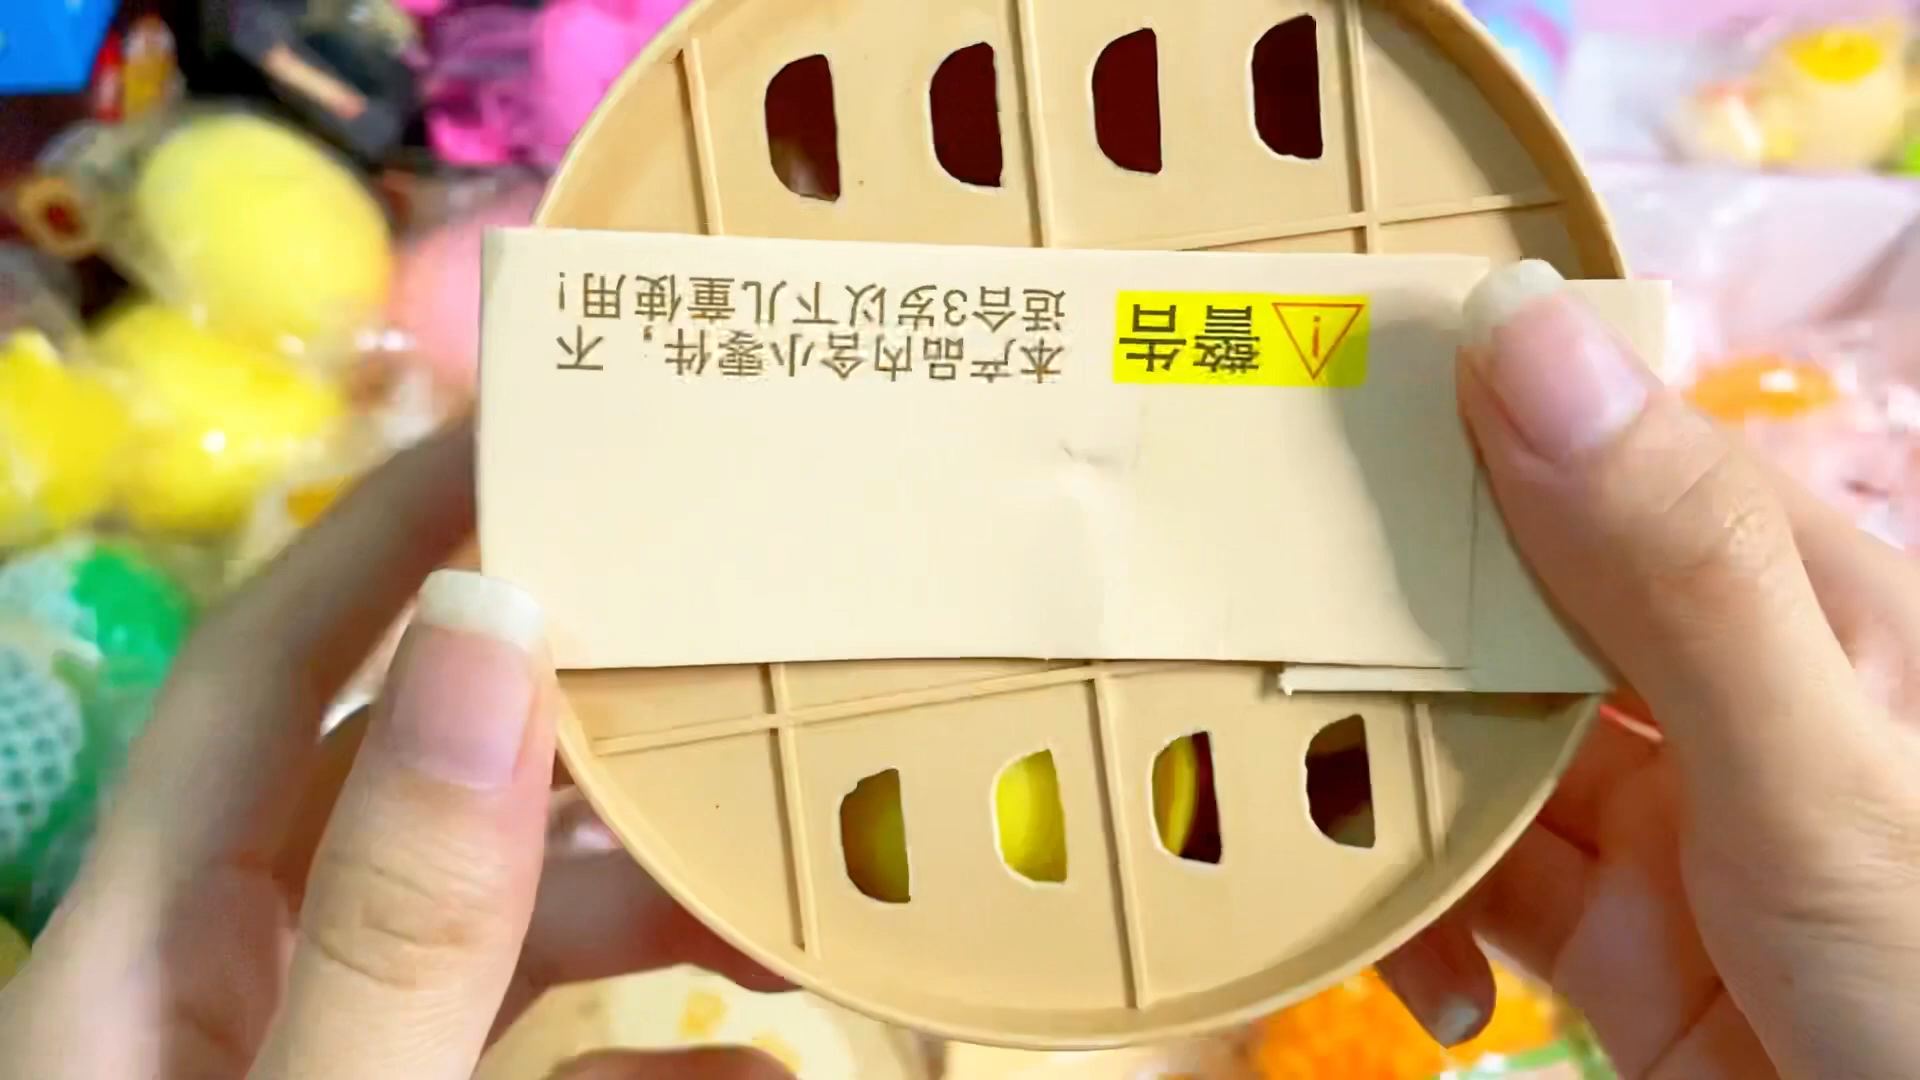 警告
本产品内含小零件，不
适合3岁以下儿童使用！